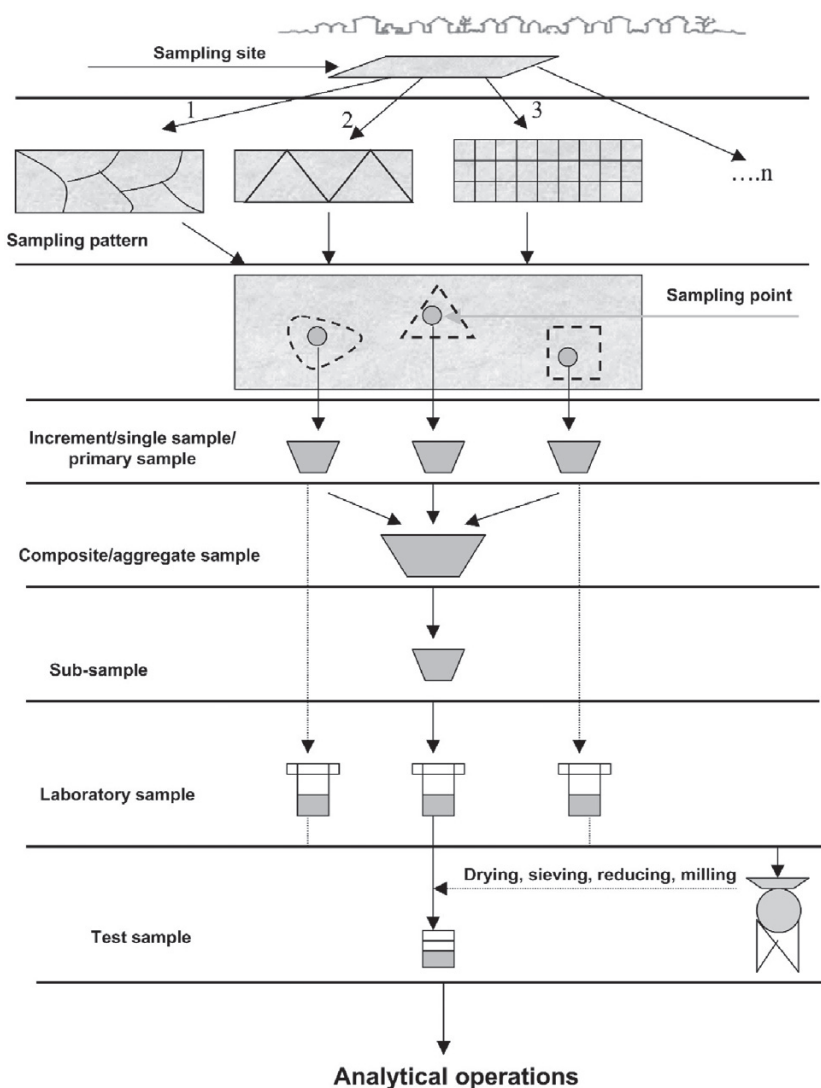 Sampling site
1
2
3
....n
Sampling pattern
Sampling point
Increment/single sample/
primary sample
Composite/aggregate sample
Sub-sample
Laboratory sample
Drying, sieving, reducing, milling
Test sample
Analytical operations